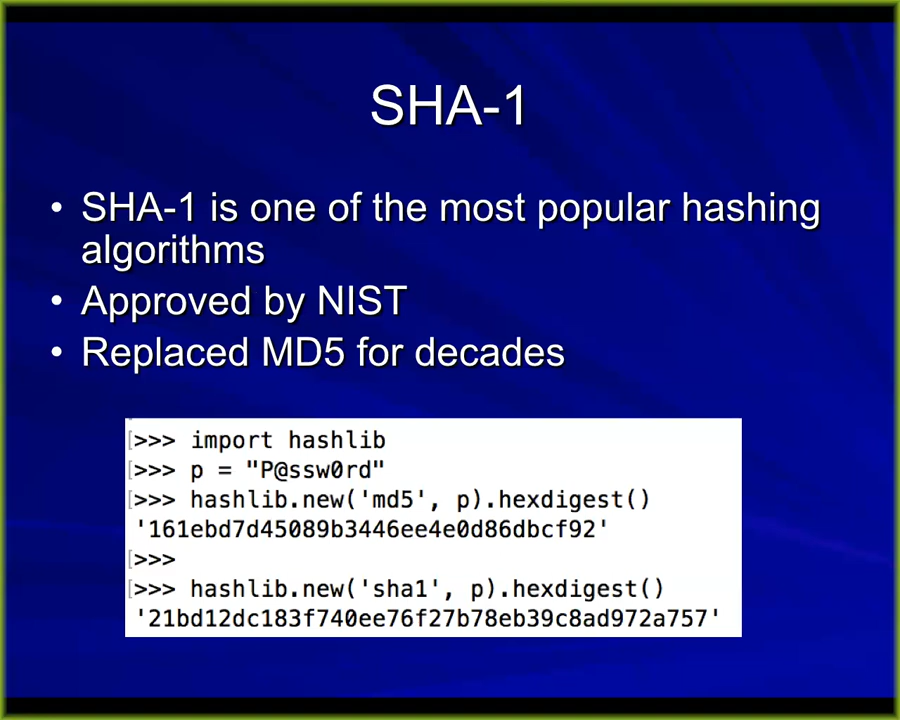 SHA-1
• SHA-1 is one of the most popular hashing
algorithms
• Approved by NIST
• Replaced MD5 for decades
[>>> import hashlib
[>>> p = "P@ssw0rd"
[>>> hashlib.new('md5', p).hexdigest()
'161ebd7d45089b3446ee4e0d86dbcf92'
[>>>
[>>> hashlib.new('sha1', p).hexdigest()
'21bd12dc183f740ee76f27b78eb39c8ad972a757'